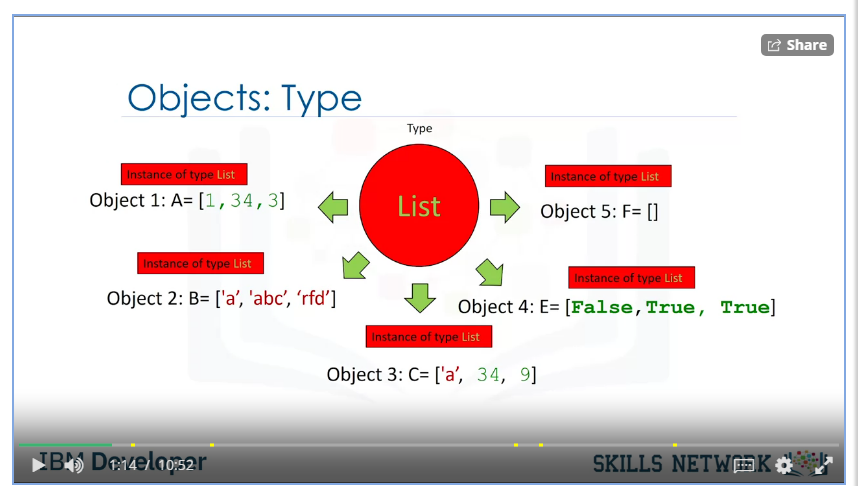 Share
Objects: Type
Type
List
Instance of type List
Object 1: A= [1,34,3]
Instance of type List
Object 5: F= []
Instance of type List
Object 2: B= ['a’, 'abc’, ‘rfd’]
Instance of type List
Object 4: E= [False,True, True]
Instance of type List
Object 3: C= ['a’, 34, 9]
IBM Developer
1:14 / 10:52
SKILLS NETWORK